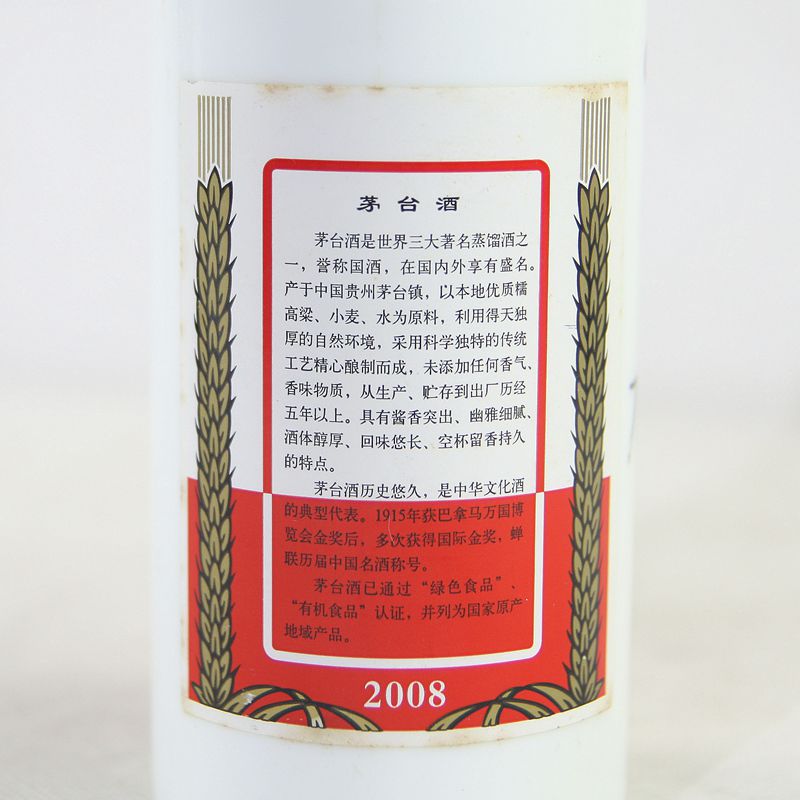 茅台酒
茅台酒是世界三大著名蒸馏酒之
一，誉称国酒，在国内外享有盛名。
产于中国贵州茅台镇，以本地优质糯
高粱、小麦、水为原料，利用得天独
厚的自然环境，采用科学独特的传统
工艺精心酿制而成，未添加任何香气、
香味物质，从生产、贮存到出厂历经
五年以上。具有酱香突出、幽雅细腻、
酒体醇厚、回味悠长、空杯留香持久
的特点。
茅台酒历史悠久，是中华文化酒
的典型代表。1915年获巴拿马万国博
览会金奖后，多次获得国际金奖，蝉
联历届中国名酒称号。
茅台酒已通过“绿色食品”、
“有机食品”认证，并列为国家原产
地域产品。
2008